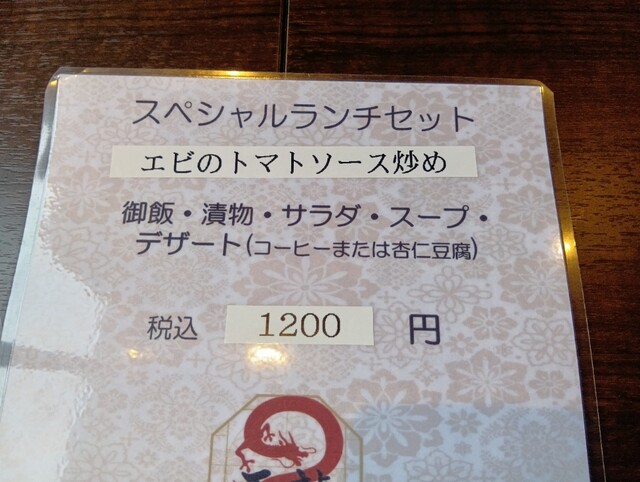 スペシャルランチセット
エビのトマトソース炒め
御飯・漬物・サラダ・スープ・
デザート(コーヒーまたは杏仁豆腐)
税込 1200 円